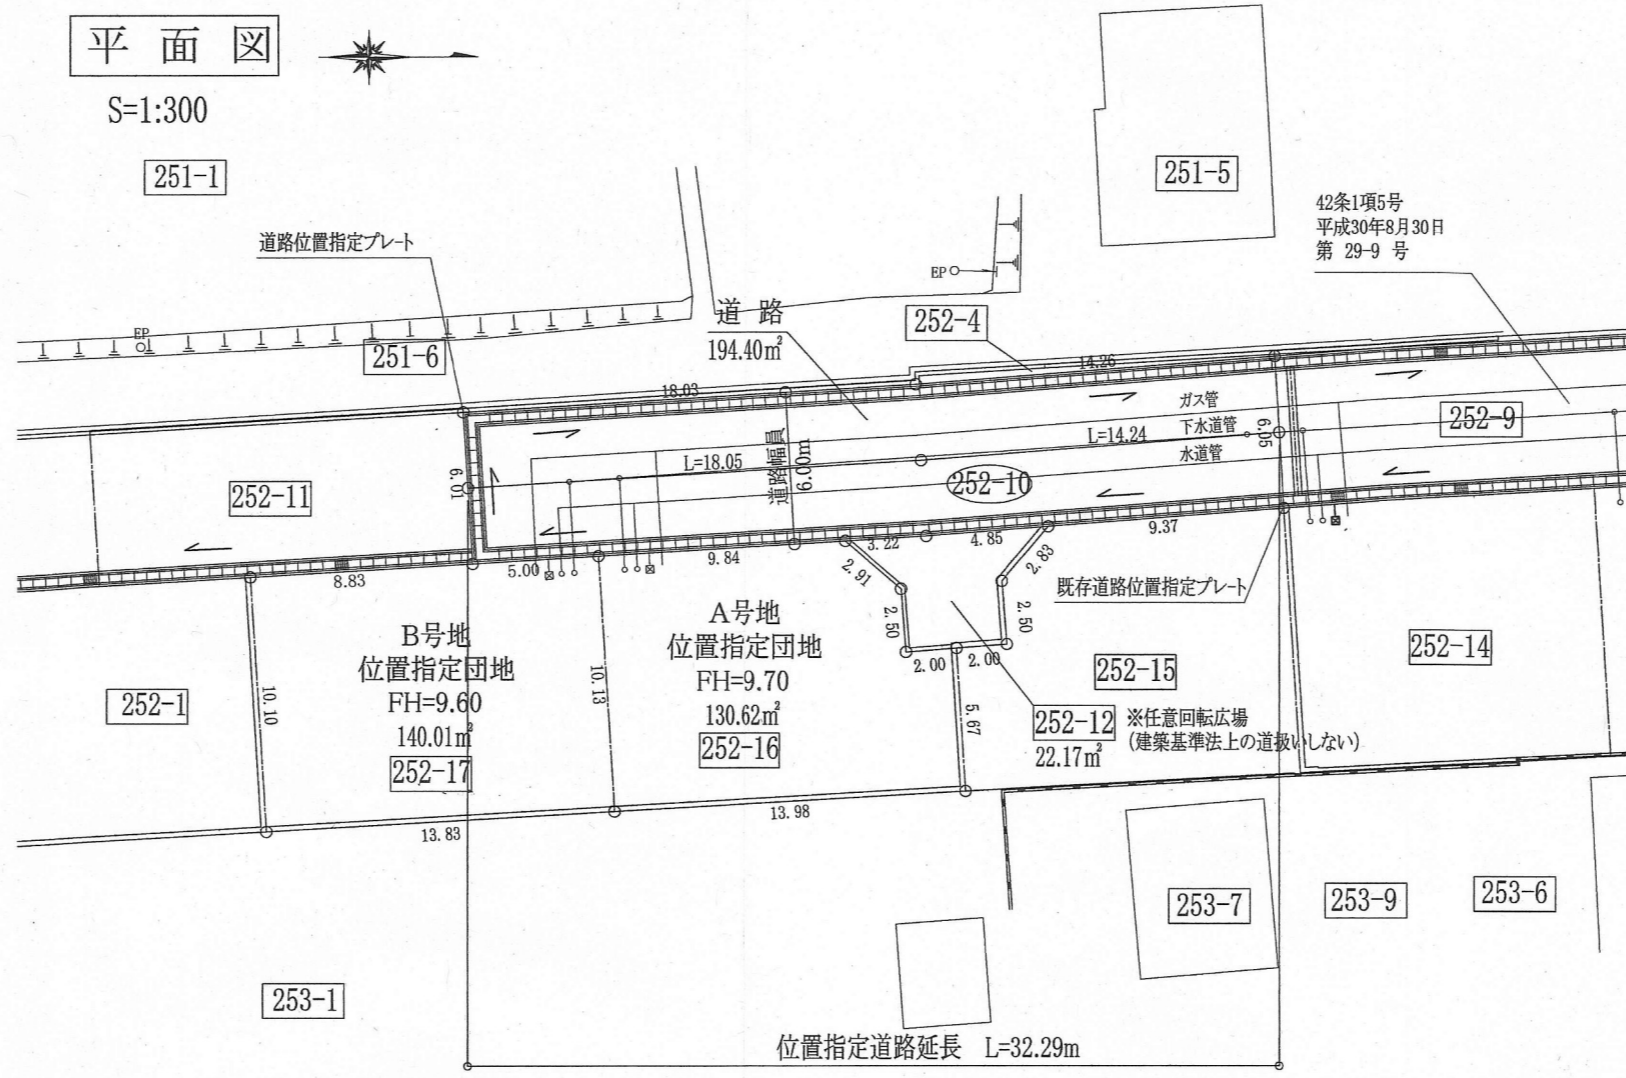 平 面 図
S=1:300
251-1
251-5
42条1項5号
平成30年8月30日
第 29-9 号
道路位置指定プレート
EP
EP
道 路
194.40㎡
252-4
251-6
18.03
14.26
ガス管
下水道管
水道管
6.05
252-9
L=18.05
L=14.24
道路幅員
6.00m
6.01
252-10
252-11
8.83
5.00
9.84
3.22
4.85
9.37
2.91
2.83
既存道路位置指定プレート
2.50
2.50
2.00
2.00
B号地
位置指定団地
FH=9.60
140.01㎡
252-17
A号地
位置指定団地
FH=9.70
130.62㎡
252-16
252-15
252-14
252-1
10.10
10.13
5.67
252-12
※任意回転広場
(建築基準法上の道扱いしない)
22.17㎡
13.83
13.98
253-7
253-9
253-6
253-1
位置指定道路延長 L=32.29m